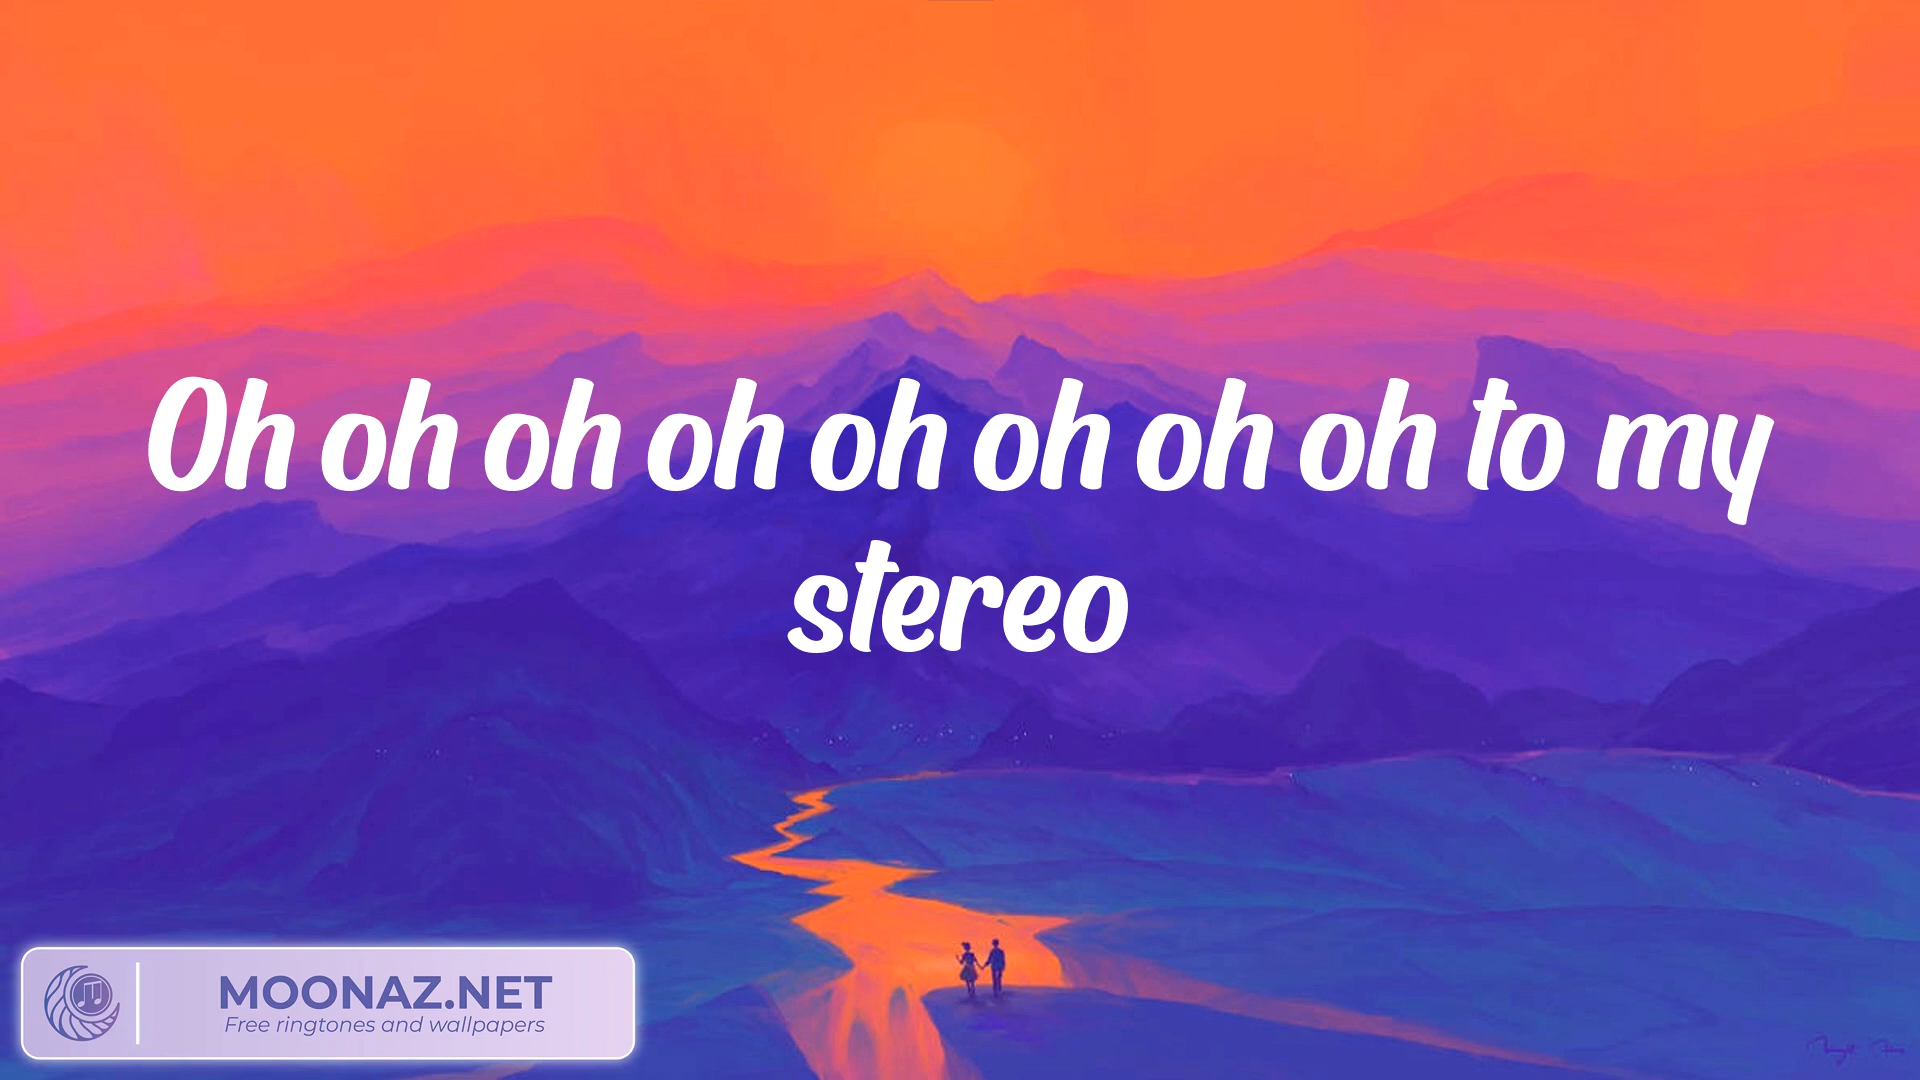 Oh oh oh oh oh oh oh oh to my
stereo
MOONAZ.NET
Free ringtones and wallpapers